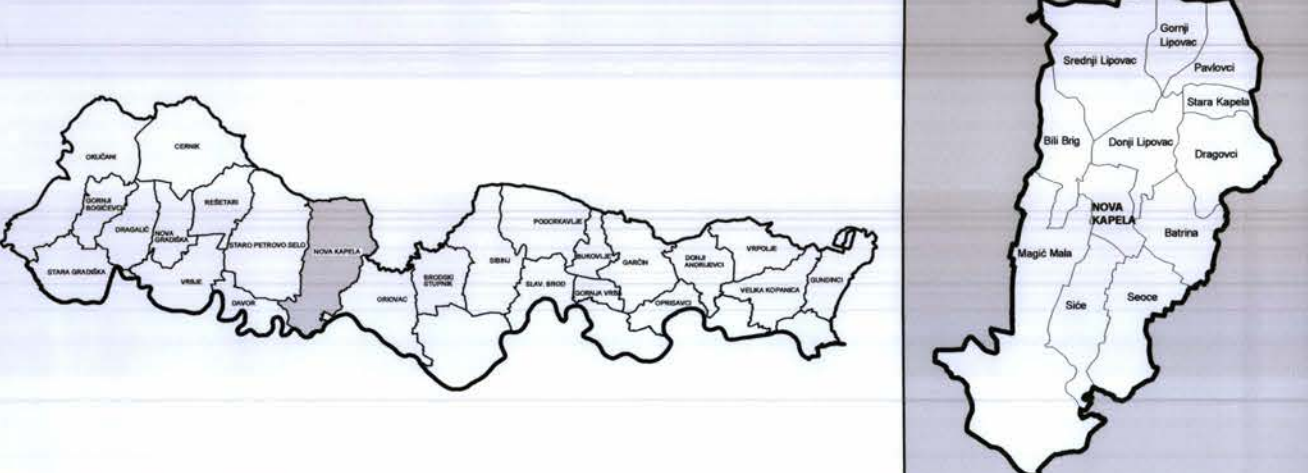 OKUČANI
CERNIK
GORNJI
BOGIĆEVCI
DRAGALIĆ
NOVA
GRADIŠKA
REŠETARI
STARO PETROVO SELO
NOVA KAPELA
STARA GRADIŠKA
VRBJE
DAVOR
ORIOVAC
BRODSKI
STUPNIK
SIBINJ
PODCRKAVLJE
BUKOVLJE
SLAV. BROD
GORNJA VRBA
GARČIN
OPRISAVCI
DONJI
ANDRIJEVCI
VRPOLJE
VELIKA KOPANICA
GUNDINCI
Gornji
Lipovac
Srednji Lipovac
Pavlovci
Stara Kapela
Bili Brig
Donji Lipovac
Dragovci
NOVA
KAPELA
Batrina
Magić Mala
Siče
Seoce